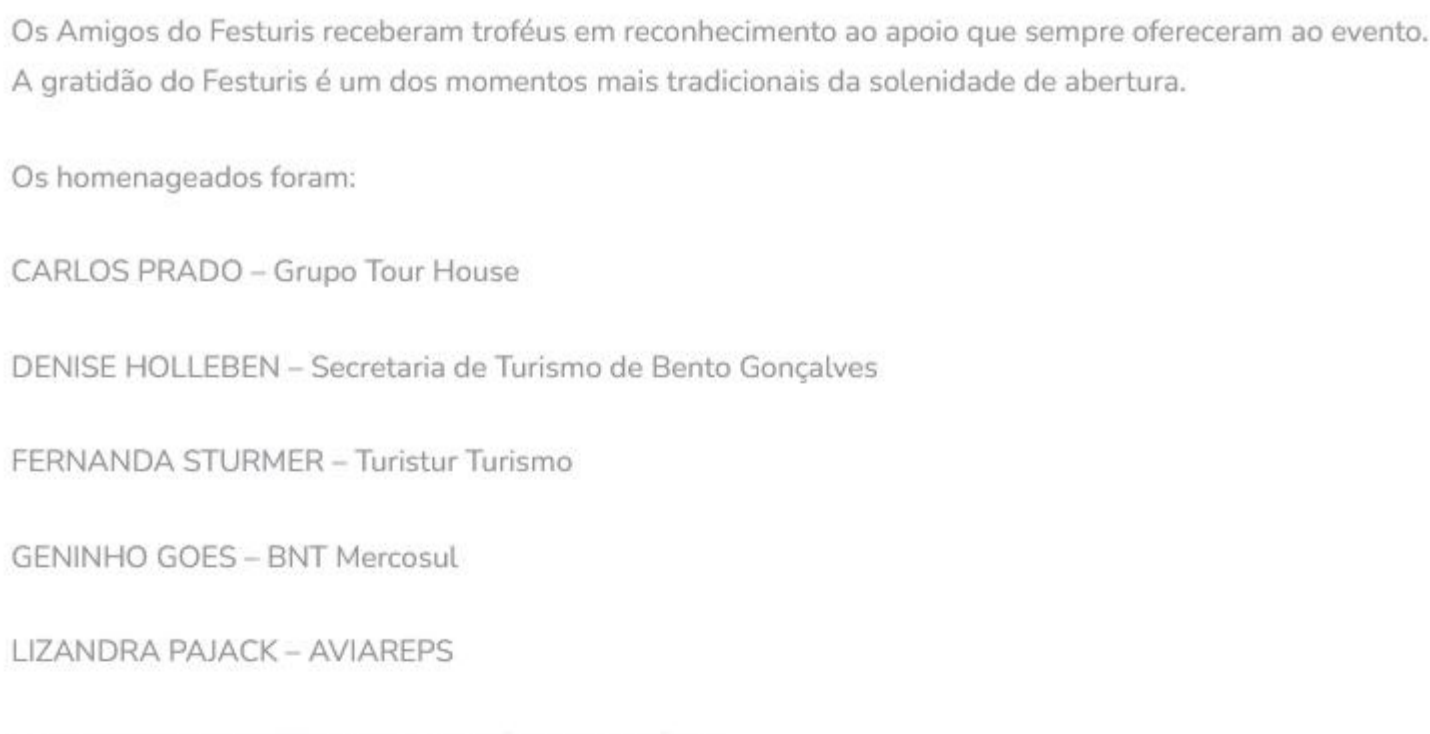 Os Amigos do Festuris receberam troféus em reconhecimento ao apoio que sempre ofereceram ao evento.
A gratidão do Festuris é um dos momentos mais tradicionais da solenidade de abertura.
Os homenageados foram:
CARLOS PRADO – Grupo Tour House
DENISE HOLLEBEN – Secretaria de Turismo de Bento Gonçalves
FERNANDA STURMER – Turistur Turismo
GENINHO GOES – BNT Mercosul
LIZANDRA PAJACK – AVIAREPS